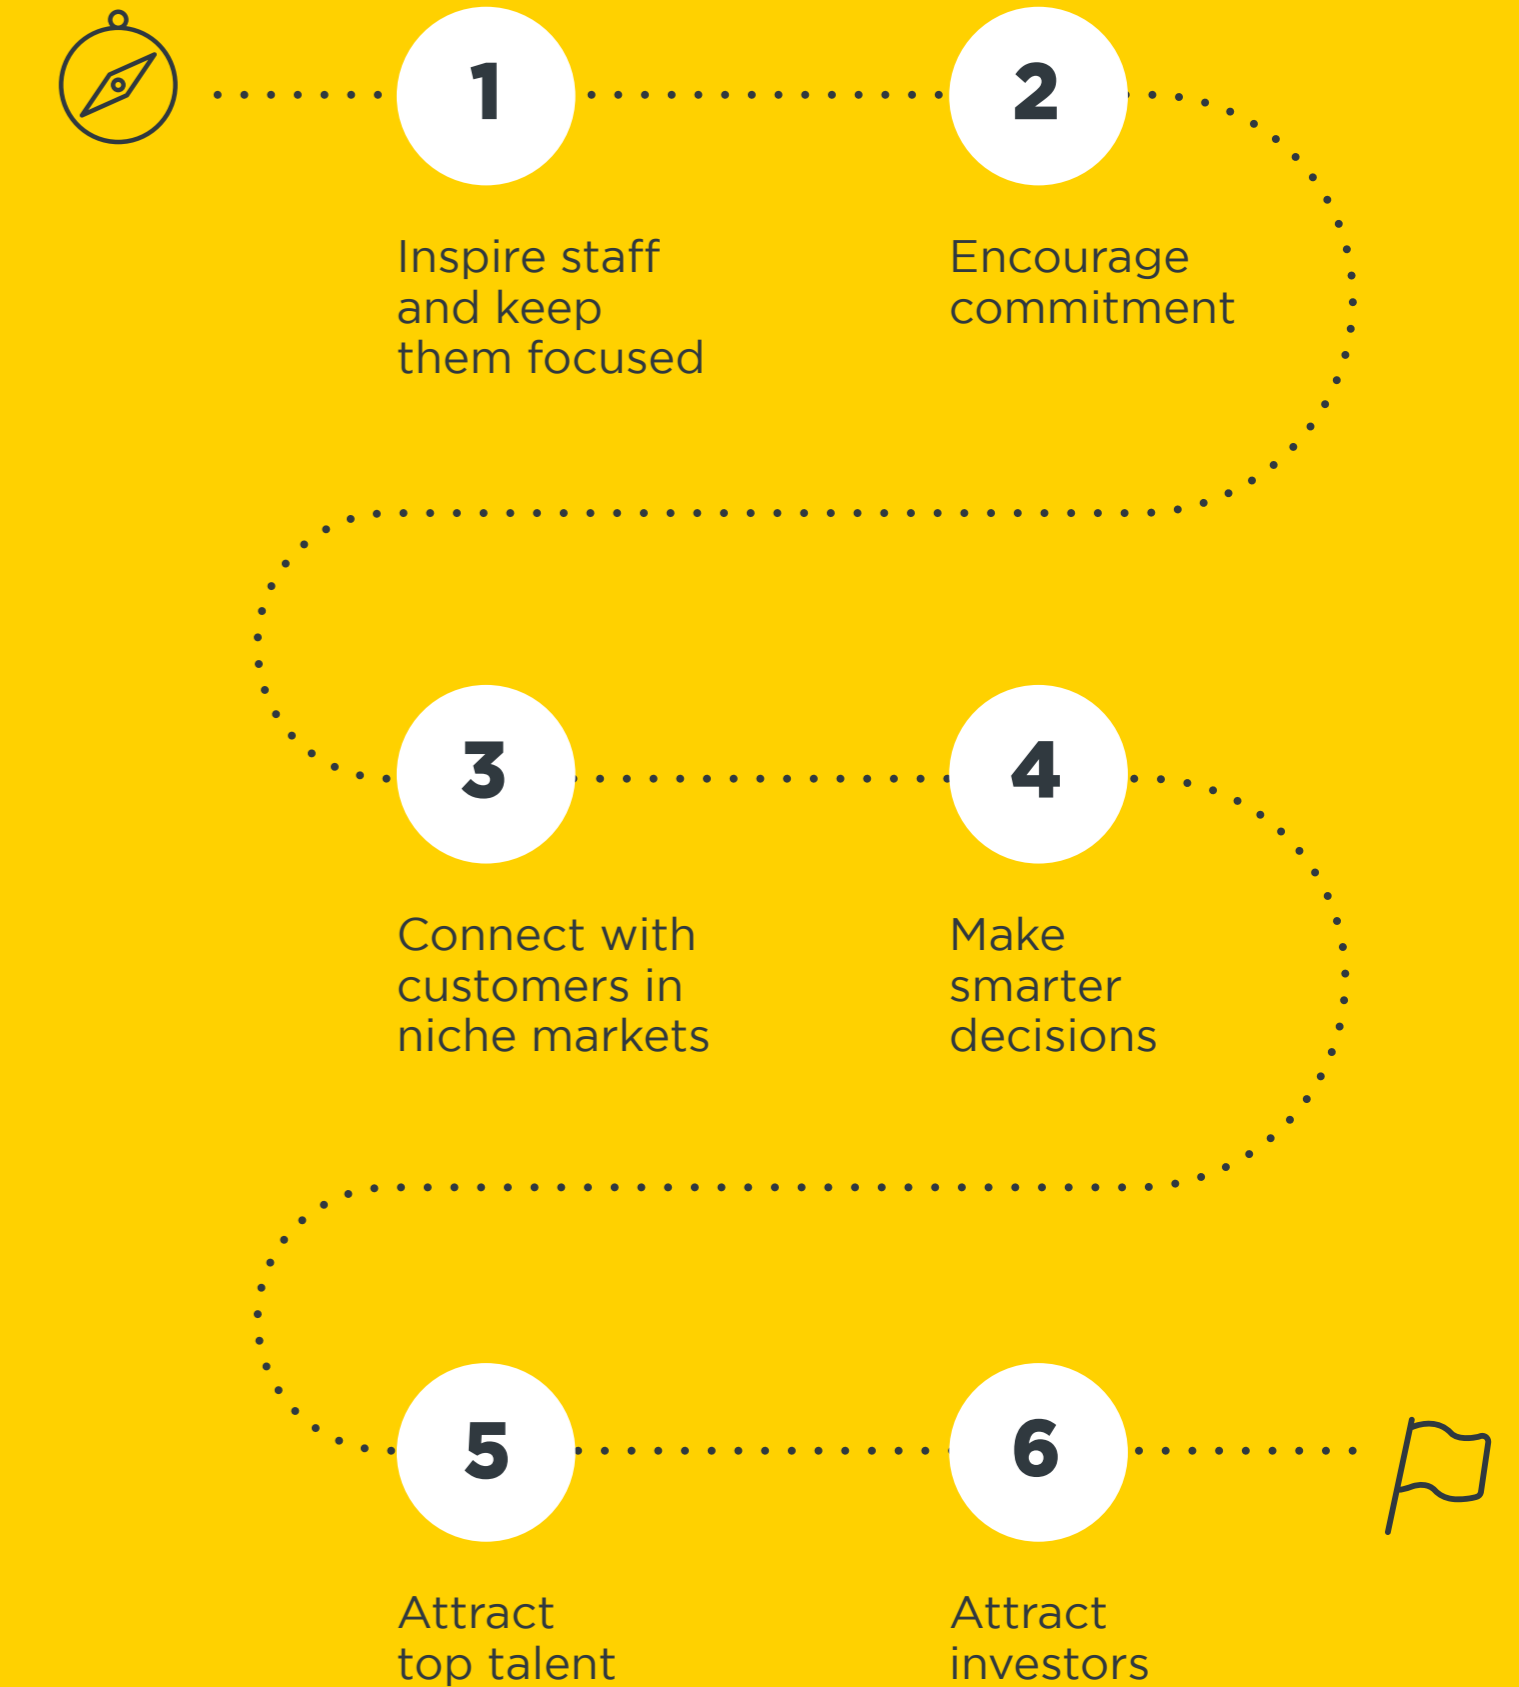 1
Inspire staff
and keep
them focused
2
Encourage
commitment
3
Connect with
customers in
niche markets
4
Make
smarter
decisions
5
Attract
top talent
6
Attract
investors